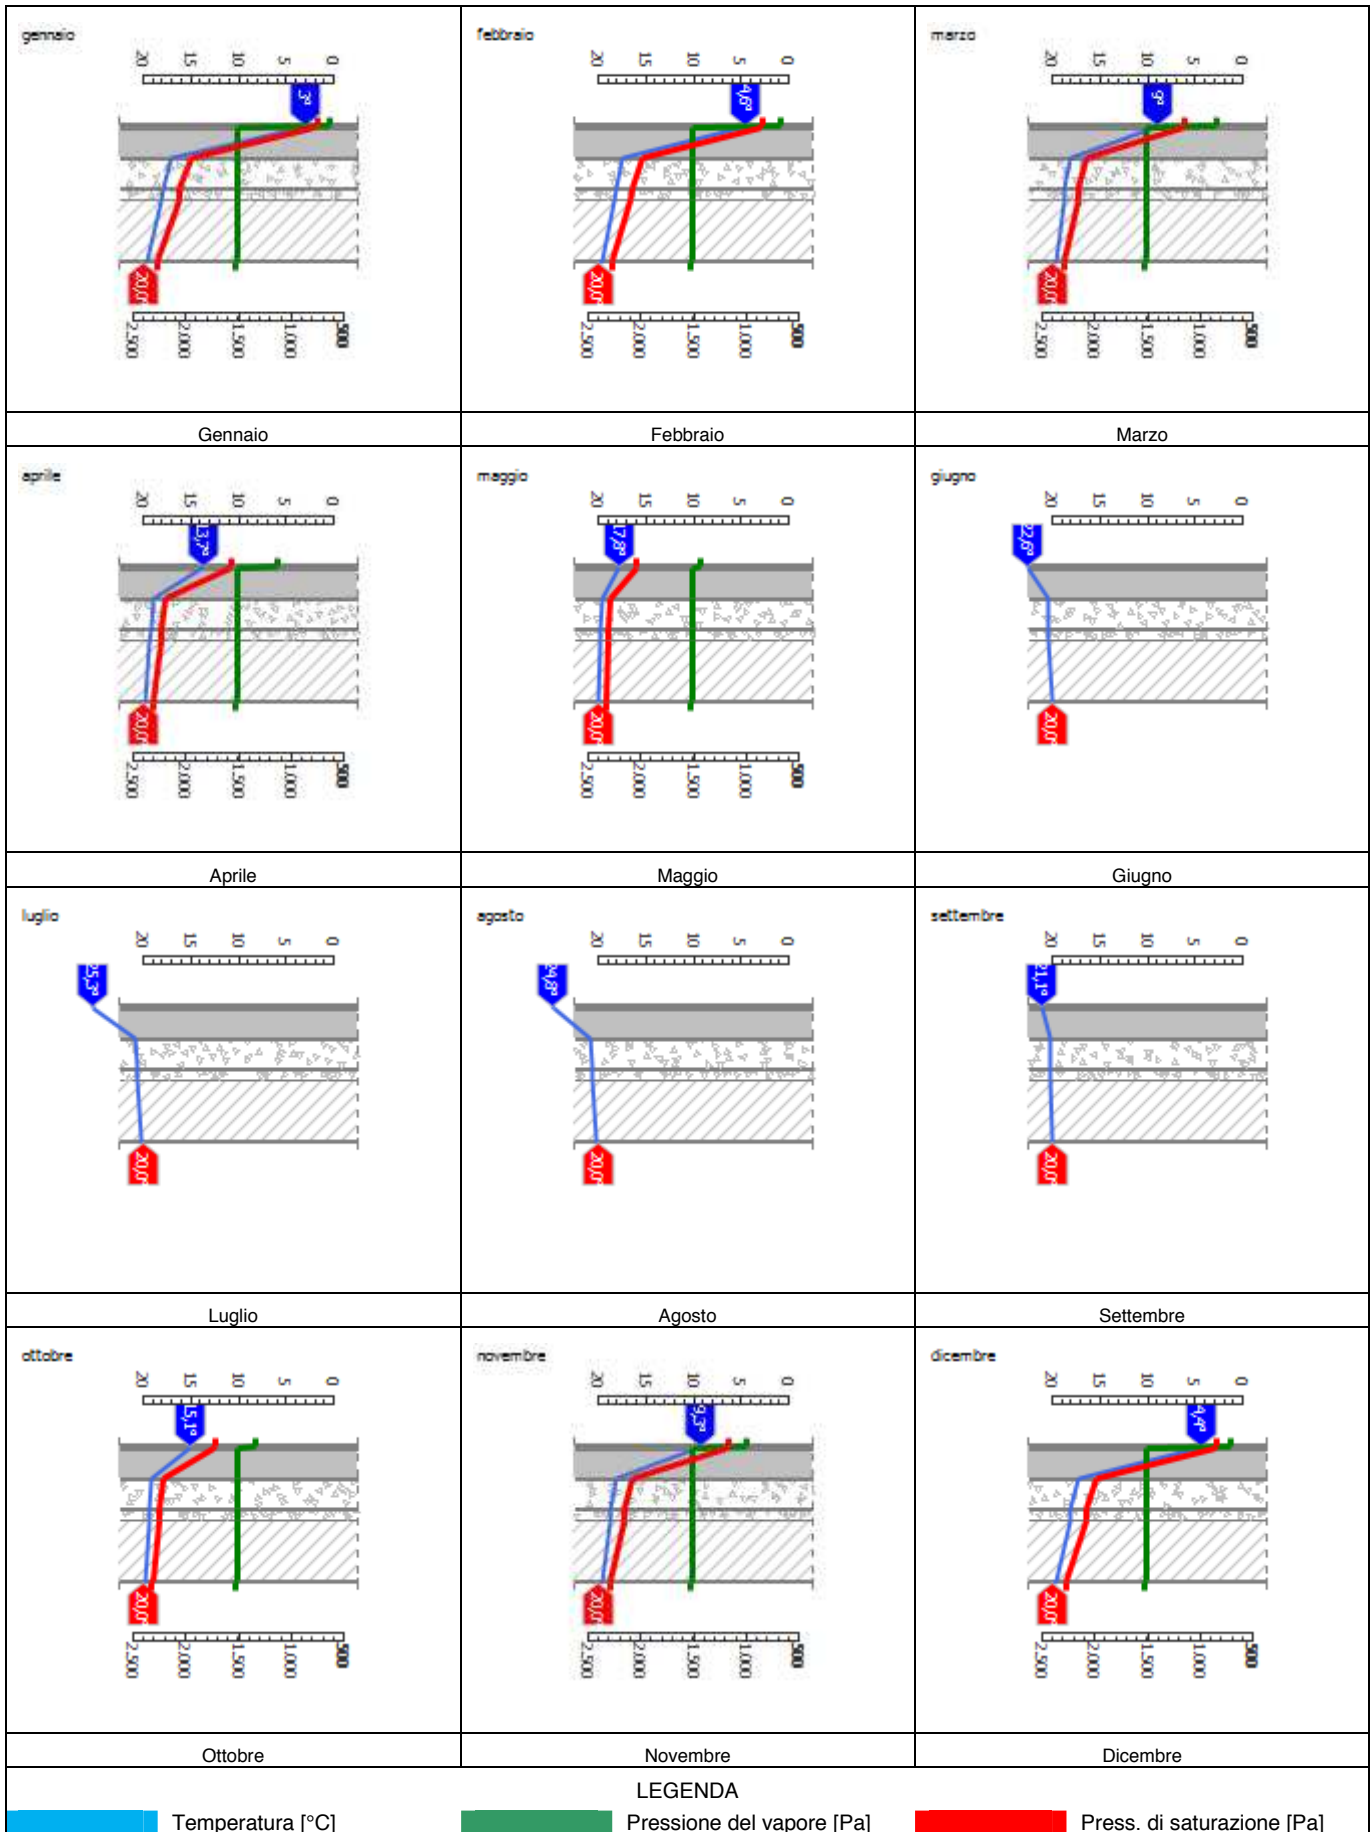 gennaio
20 15 10 5 0
3°
20,0°
2.500 2.000 1.500 1.000 500
Gennaio
febbraio
20 15 10 5 0
4,6°
20,0°
2.500 2.000 1.500 1.000 500
Febbraio
marzo
20 15 10 5 0
9°
20,0°
2.500 2.000 1.500 1.000 500
Marzo
aprile
20 15 10 5 0
13,7°
20,0°
2.500 2.000 1.500 1.000 500
Aprile
maggio
20 15 10 5 0
17,8°
20,0°
2.500 2.000 1.500 1.000 500
Maggio
giugno
20 15 10 5 0
22,6°
20,0°
Giugno
luglio
20 15 10 5 0
25,3°
20,0°
Luglio
agosto
20 15 10 5 0
24,8°
20,0°
Agosto
settembre
20 15 10 5 0
21,1°
20,0°
Settembre
ottobre
20 15 10 5 0
15,1°
20,0°
2.500 2.000 1.500 1.000 500
Ottobre
novembre
20 15 10 5 0
9,3°
20,0°
2.500 2.000 1.500 1.000 500
Novembre
dicembre
20 15 10 5 0
4,4°
20,0°
2.500 2.000 1.500 1.000 500
Dicembre
LEGENDA
Temperatura [°C]
Pressione del vapore [Pa]
Press. di saturazione [Pa]